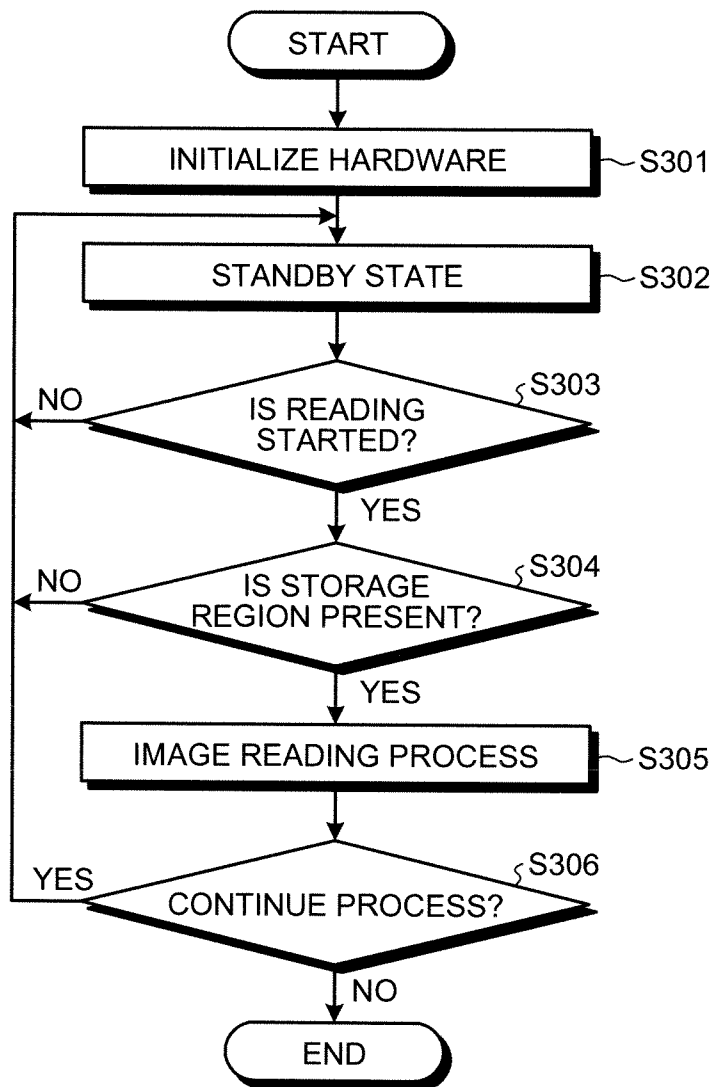 START
INITIALIZE HARDWARE
S301
STANDBY STATE
S302
S303
NO
IS READING
STARTED?
YES
S304
NO
IS STORAGE
REGION PRESENT?
YES
IMAGE READING PROCESS
S305
S306
YES
CONTINUE PROCESS?
NO
END